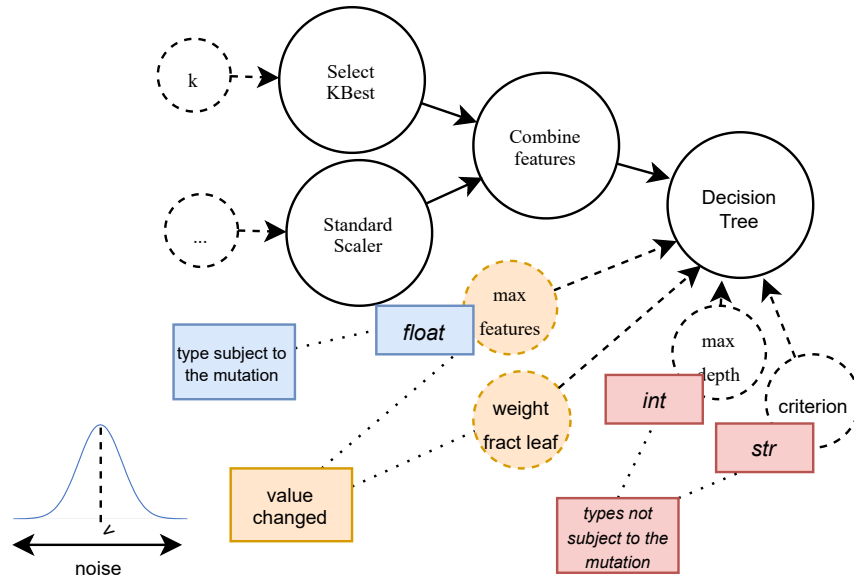 k
Select
KBest
Combine
features
Decision
Tree
...
Standard
Scaler
max
features
float
type subject to
the mutation
max
depth
int
criterion
str
weight
fract leaf
value
changed
types not
subject to the
mutation
v
noise